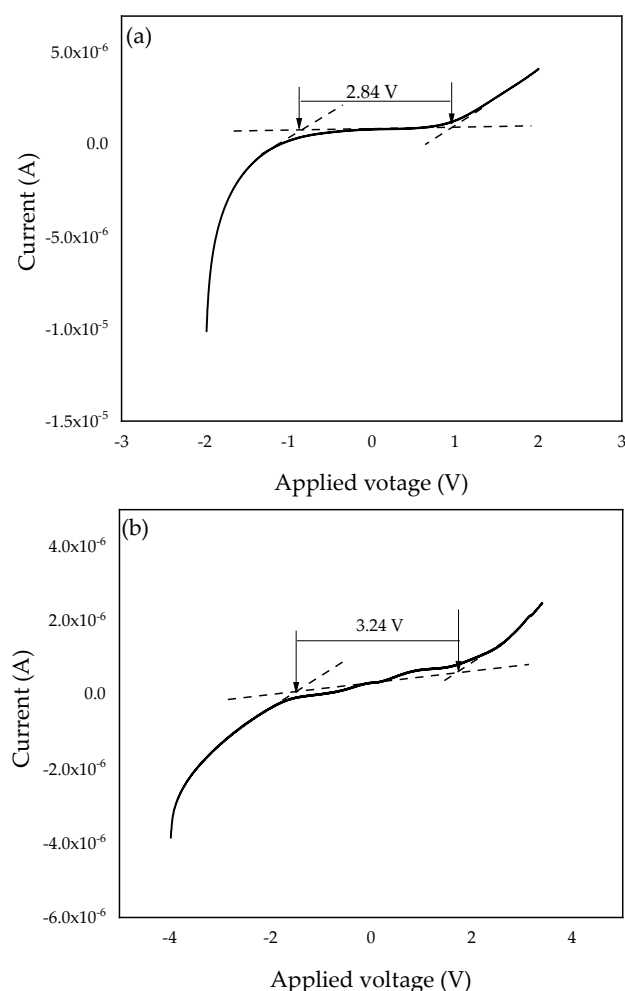 (a)
5.0x10⁻⁶
0.0
-5.0x10⁻⁶
-1.0x10⁻⁵
-1.5x10⁻⁵
Current (A)
2.84 V
-3 -2 -1 0 1 2 3
Applied votage (V)
(b)
4.0x10⁻⁶
2.0x10⁻⁶
0.0
-2.0x10⁻⁶
-4.0x10⁻⁶
-6.0x10⁻⁶
Current (A)
3.24 V
-4 -2 0 2 4
Applied voltage (V)